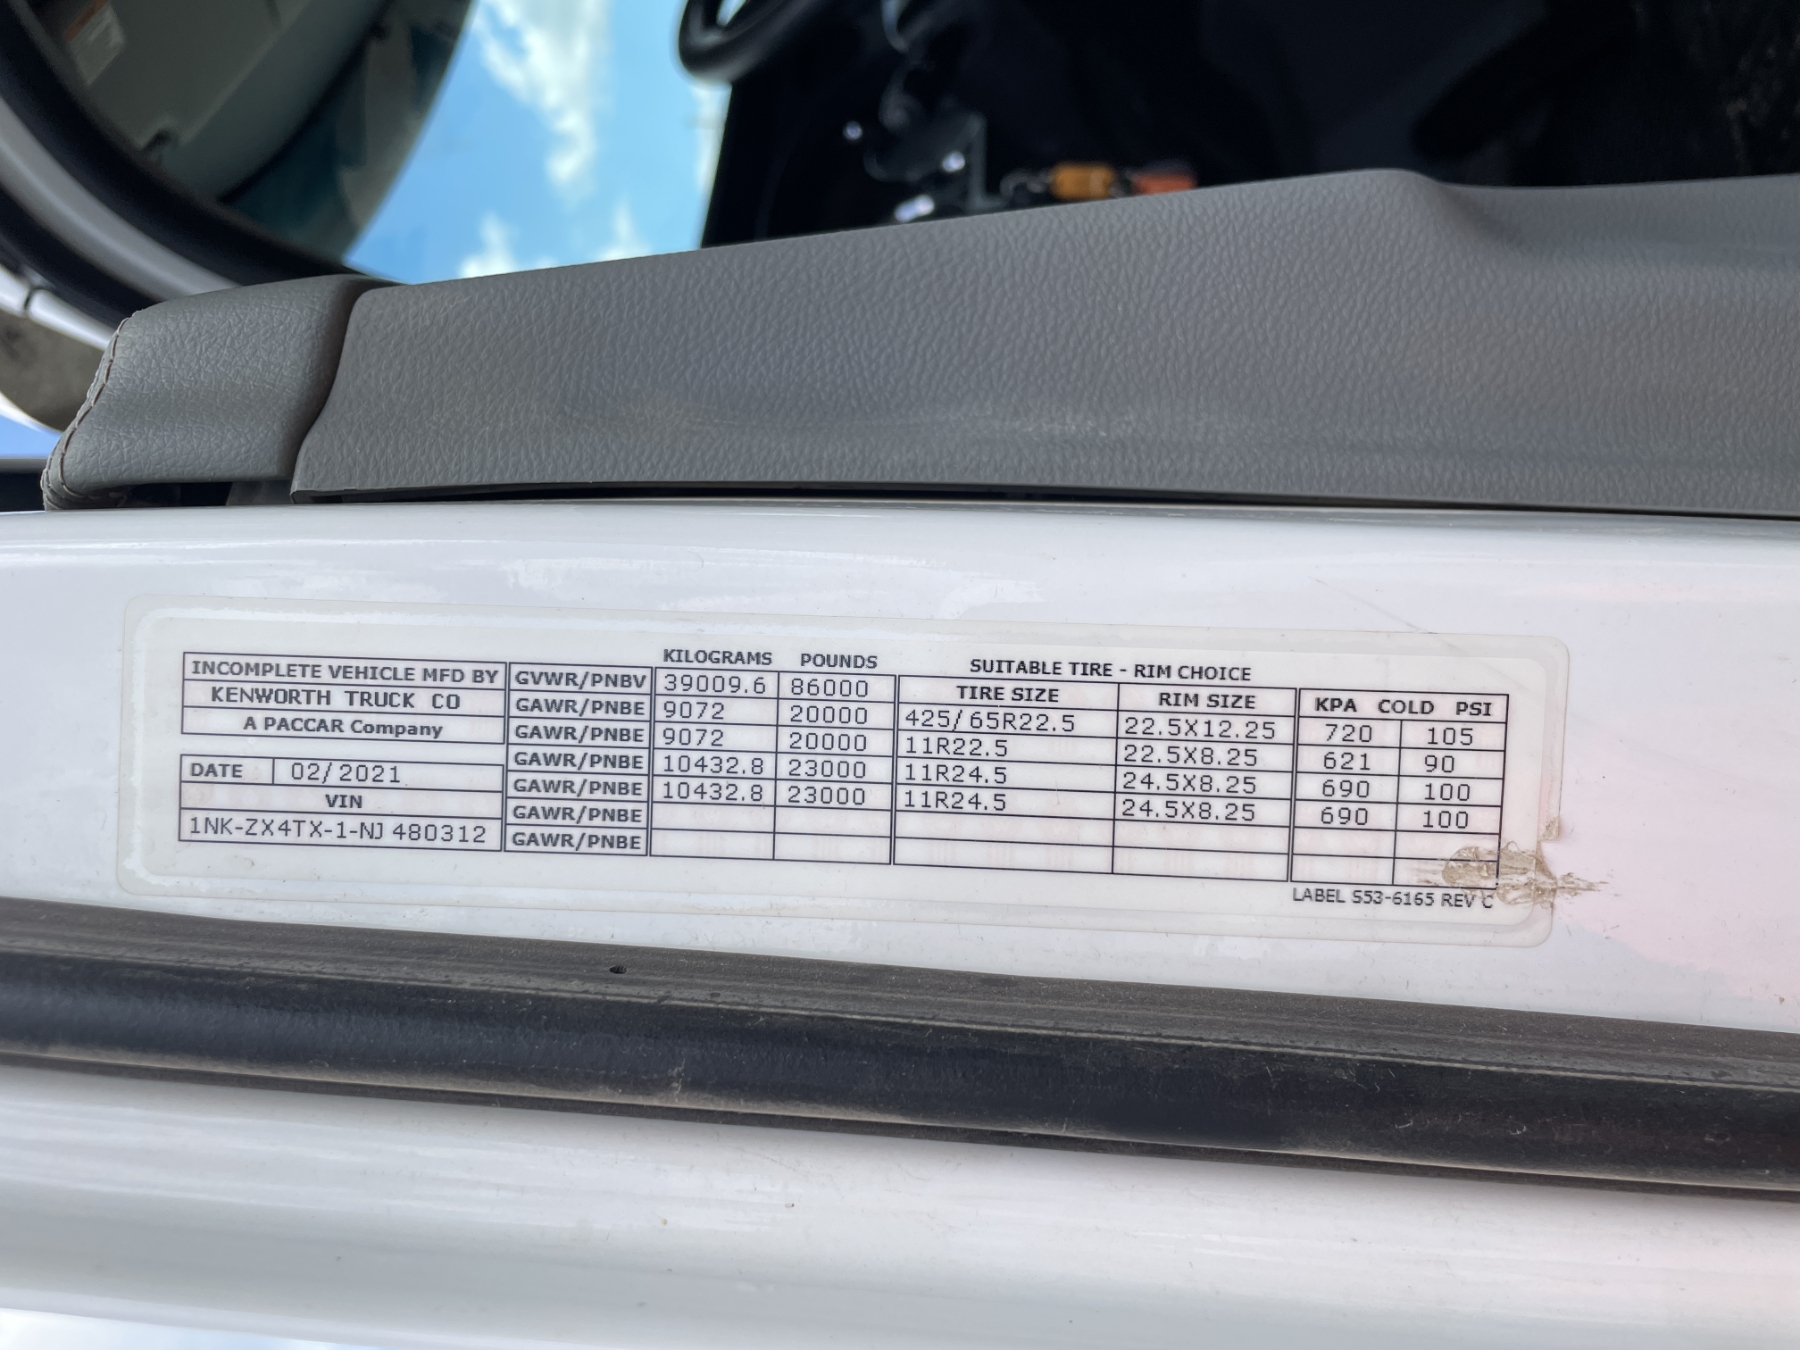 KILOGRAMS POUNDS SUITABLE TIRE - RIM CHOICE
INCOMPLETE VEHICLE MFD BY
KENWORTH TRUCK CO
A PACCAR Company
DATE 02/2021
VIN
1NK-ZX4TX-1-NJ 480312
GVWR/PNBV 39009.6 86000 TIRE SIZE RIM SIZE KPA COLD PSI
GAWR/PNBE 9072 20000 425/65R22.5 22.5X12.25 720 105
GAWR/PNBE 9072 20000 11R22.5 22.5X8.25 621 90
GAWR/PNBE 10432.8 23000 11R24.5 24.5X8.25 690 100
GAWR/PNBE 10432.8 23000 11R24.5 24.5X8.25 690 100
GAWR/PNBE
GAWR/PNBE
LABEL S53-6165 REV C